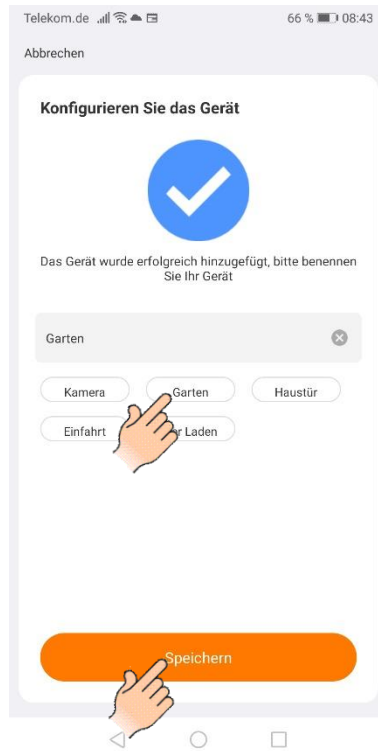 Telekom.de 66 % 08:43
Abbrechen
Konfigurieren Sie das Gerät
Das Gerät wurde erfolgreich hinzugefügt, bitte benennen
Sie Ihr Gerät
Garten
Kamera Garten Haustür
Einfahrt Laden
Speichern